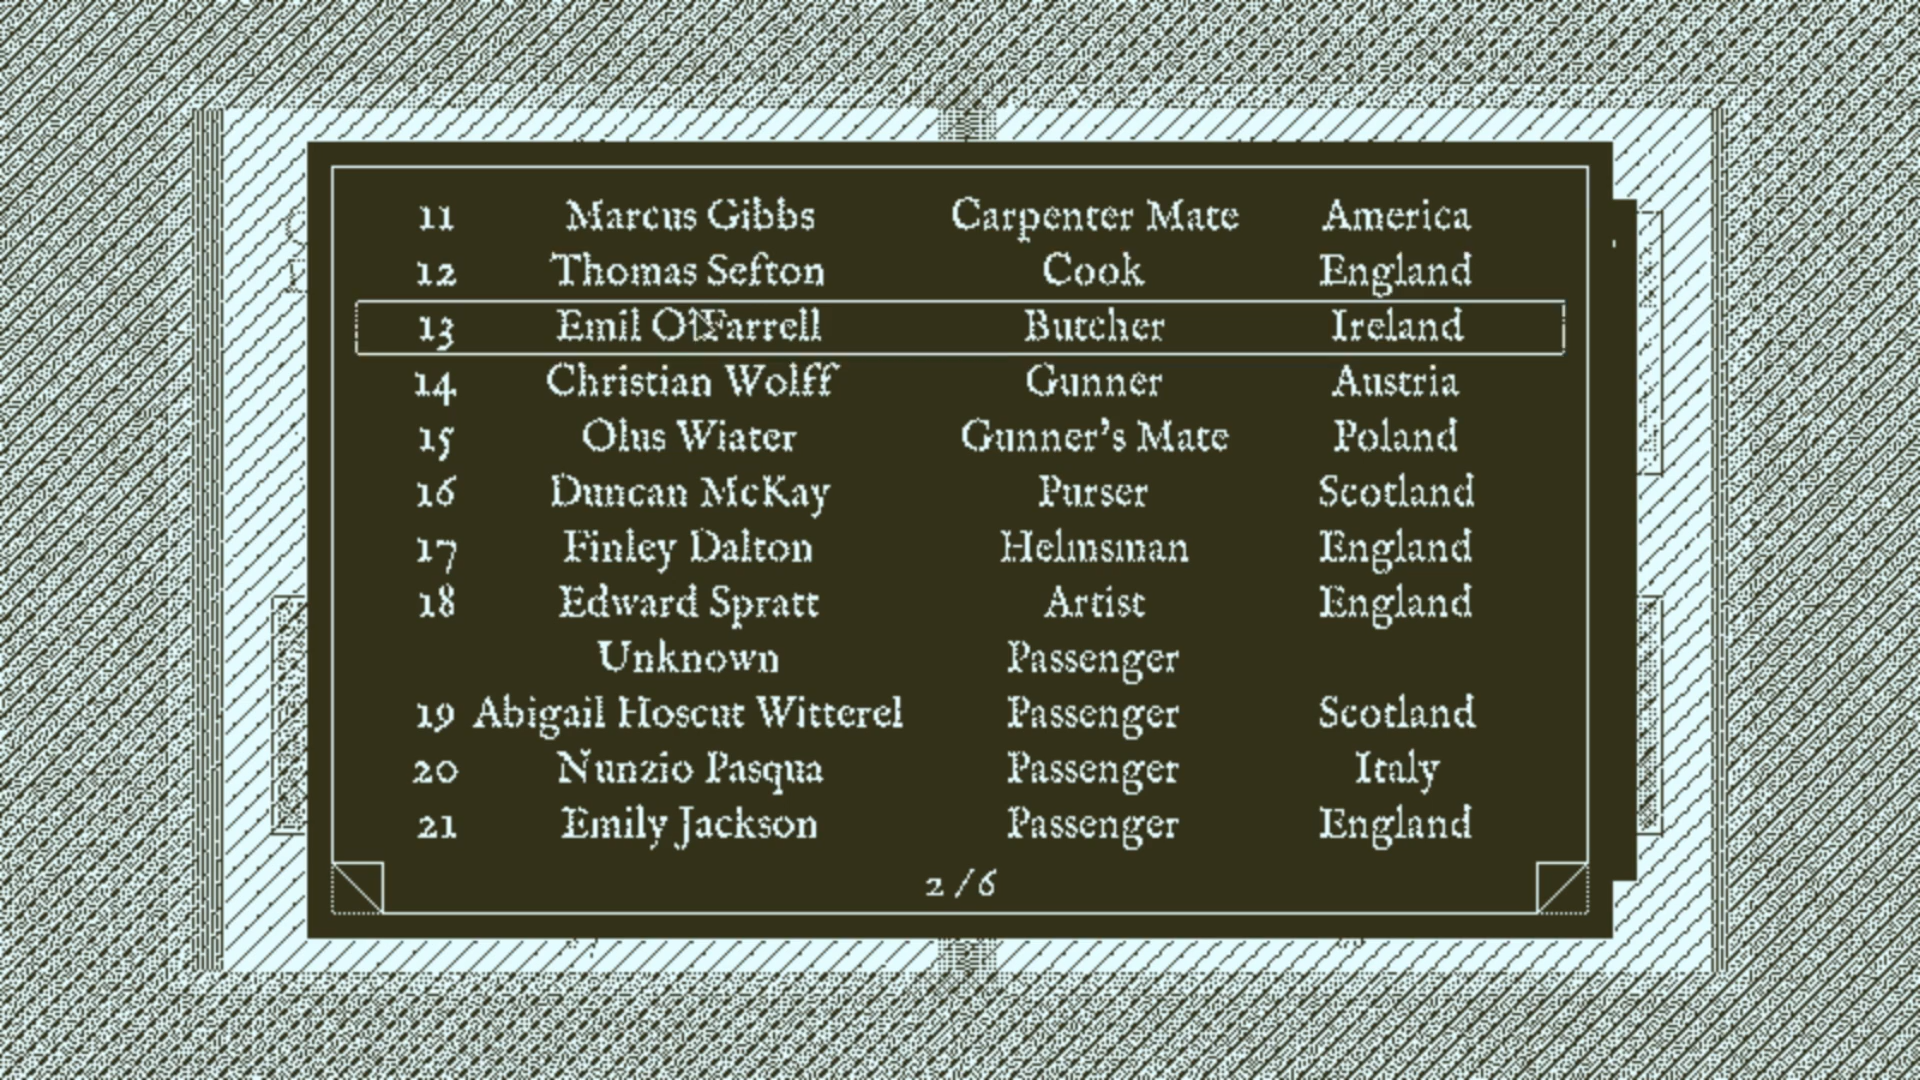 11 Marcus Gibbs Carpenter Mate America
12 Thomas Sefton Cook England
13 Emil O'Farrell Butcher Ireland
14 Christian Wolff Gunner Austria
15 Olus Wiater Gunner's Mate Poland
16 Duncan McKay Purser Scotland
17 Finley Dalton Helmsman England
18 Edward Spratt Artist England
Unknown Passenger
19 Abigail Hoscut Witterel Passenger Scotland
20 Nunzio Pasqua Passenger Italy
21 Emily Jackson Passenger England
2 / 6